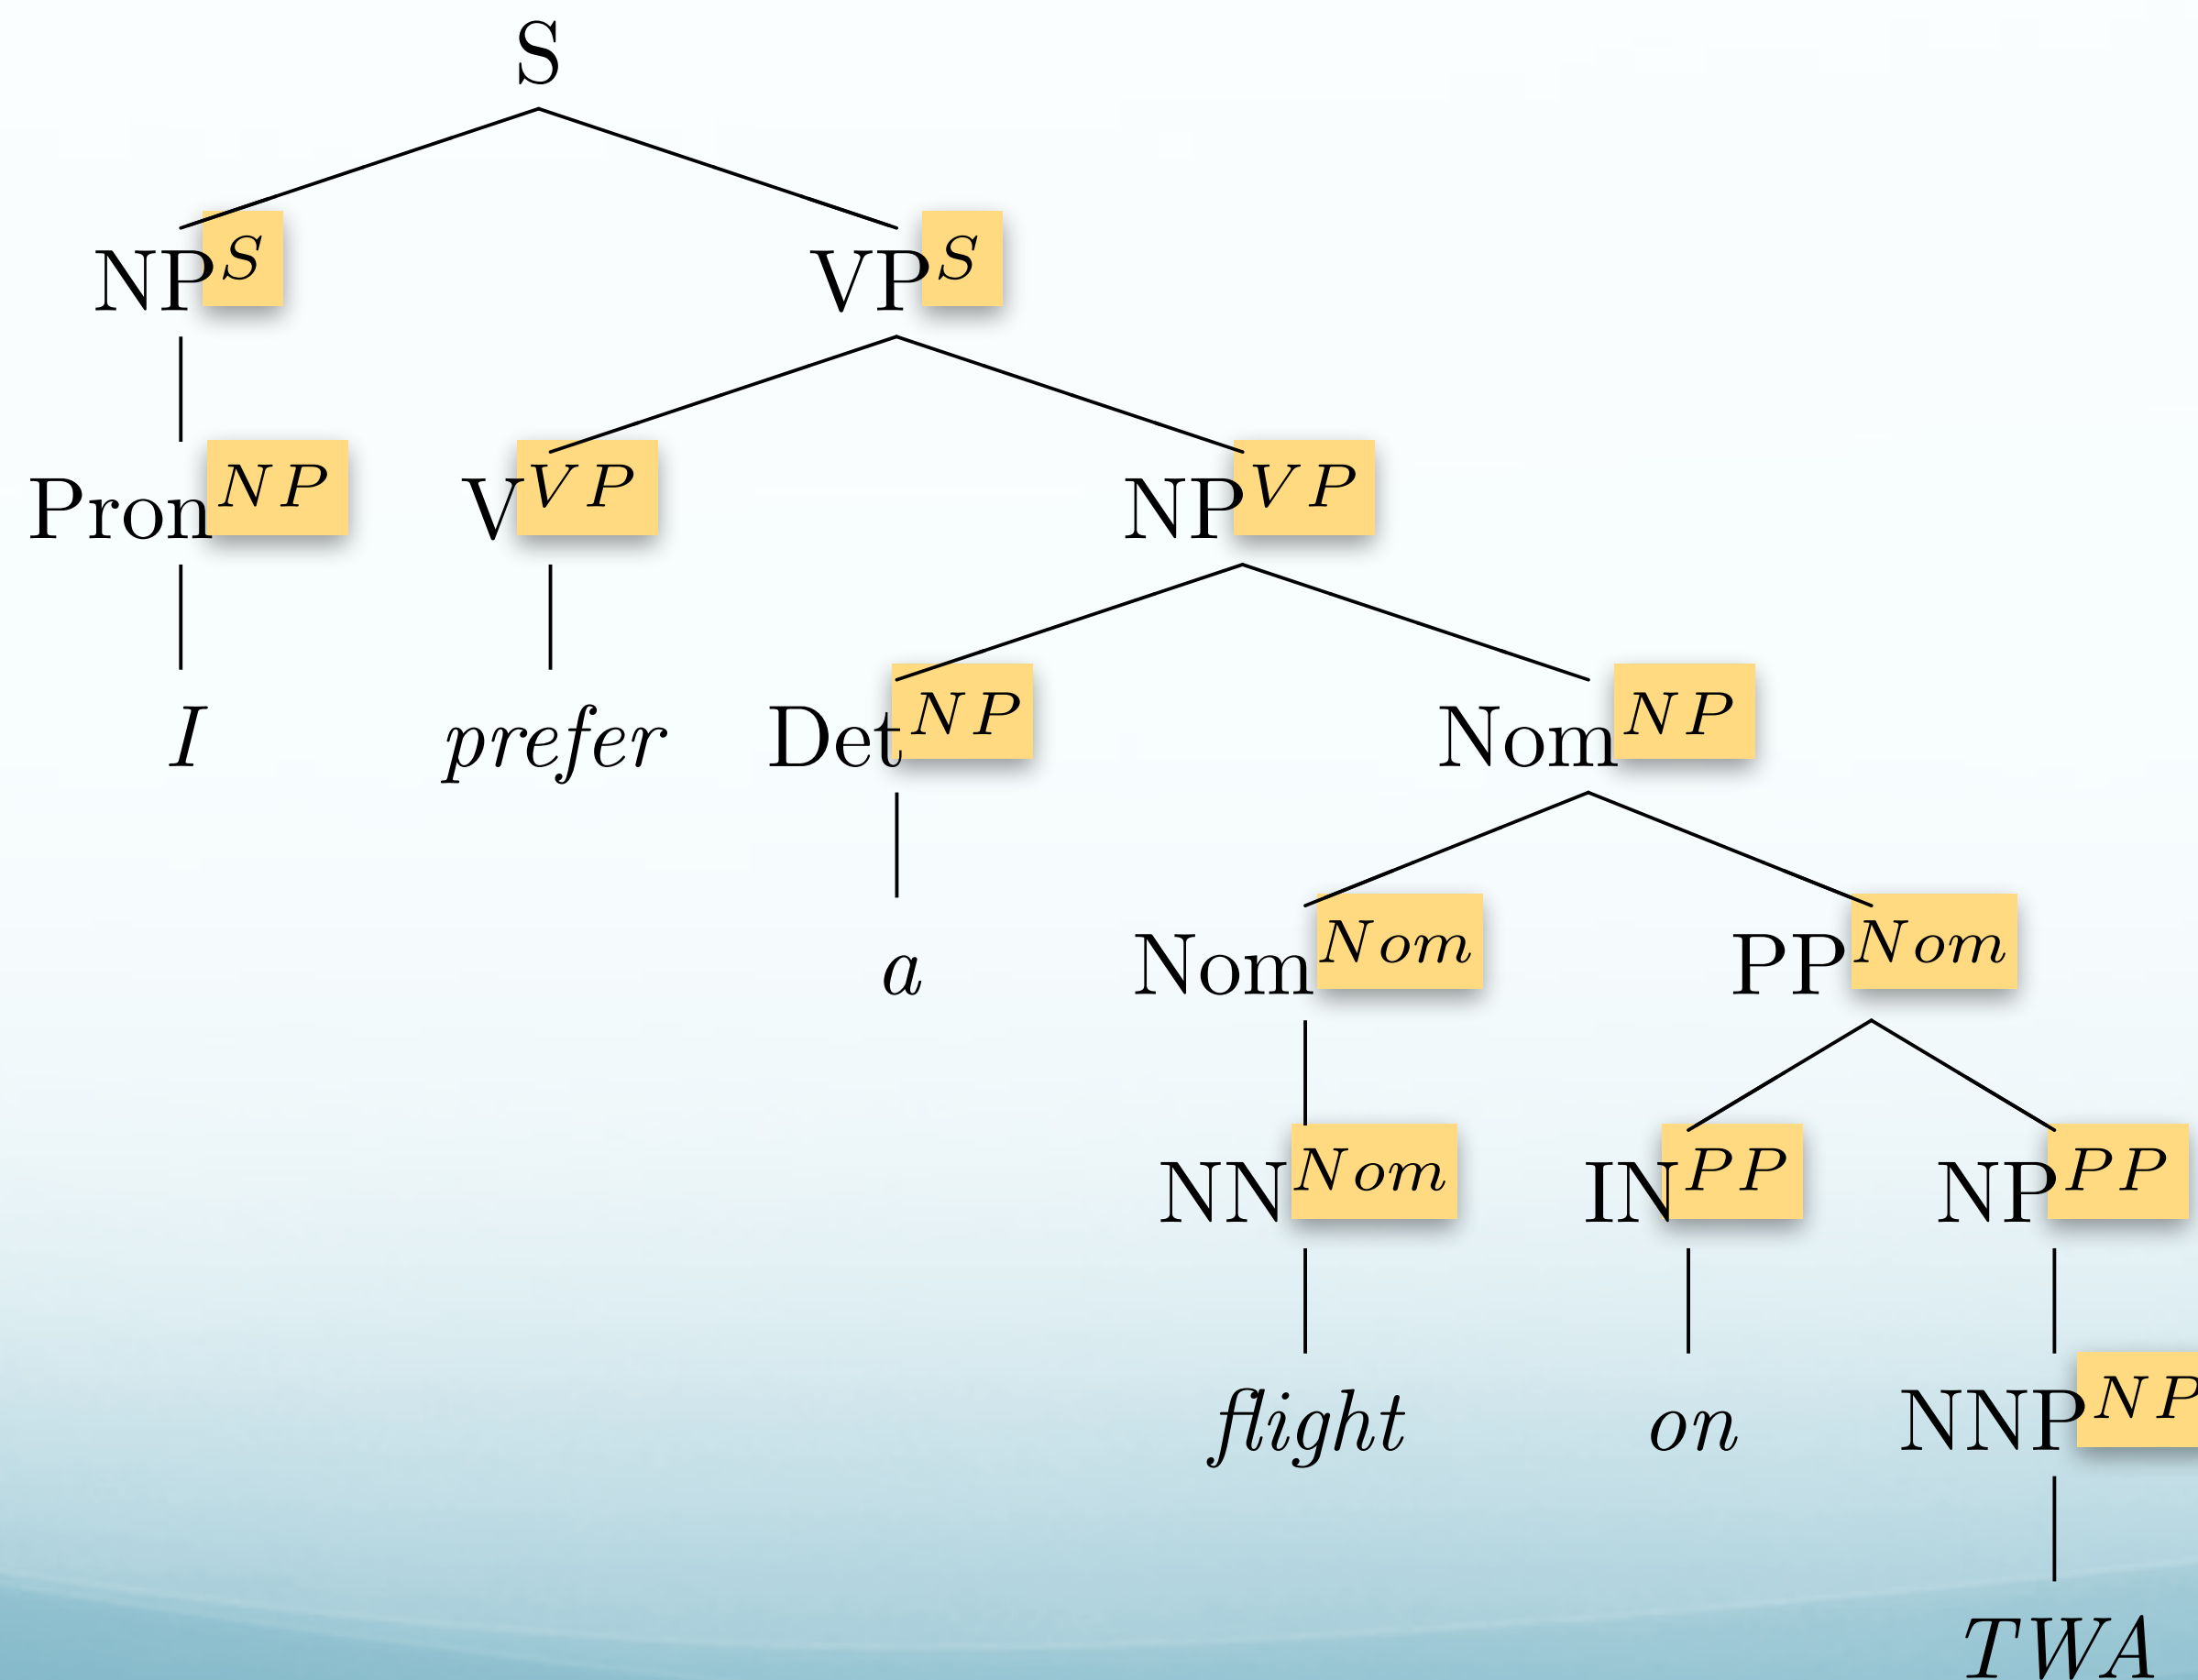 S
NP^S VP^S
Pron^NP V^VP NP^VP
I prefer Det^NP Nom^NP
a Nom^Nom PP^Nom
NN^Nom IN^PP NP^PP
flight on NNP^NP
TWA